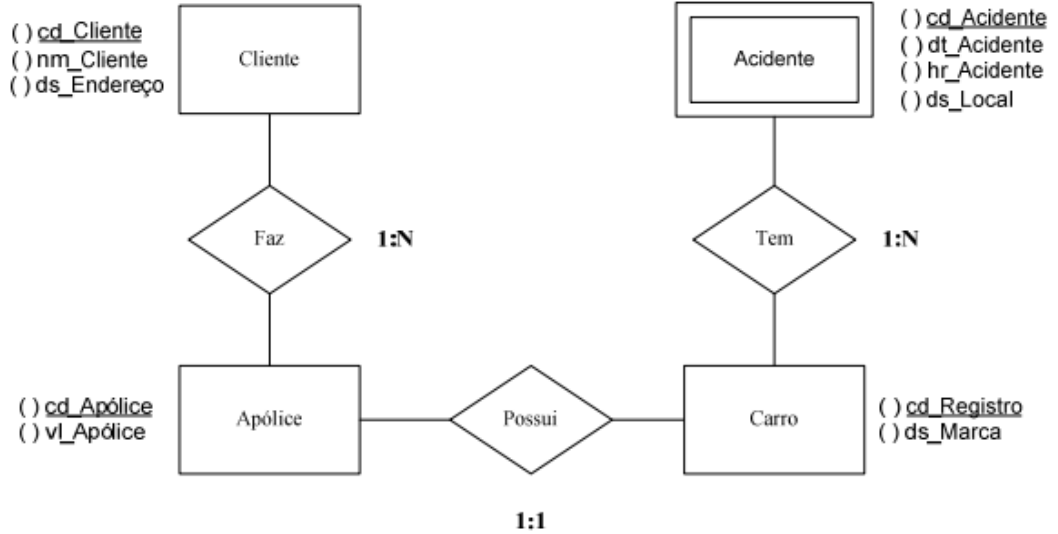 ( ) cd_Cliente
( ) nm_Cliente
( ) ds_Endereço
Cliente
Acidente
( ) cd_Acidente
( ) dt_Acidente
( ) hr_Acidente
( ) ds_Local
Faz
1:N
Tem
1:N
( ) cd_Apólice
( ) vl_Apólice
Apólice
Possui
Carro
( ) cd_Registro
( ) ds_Marca
1:1